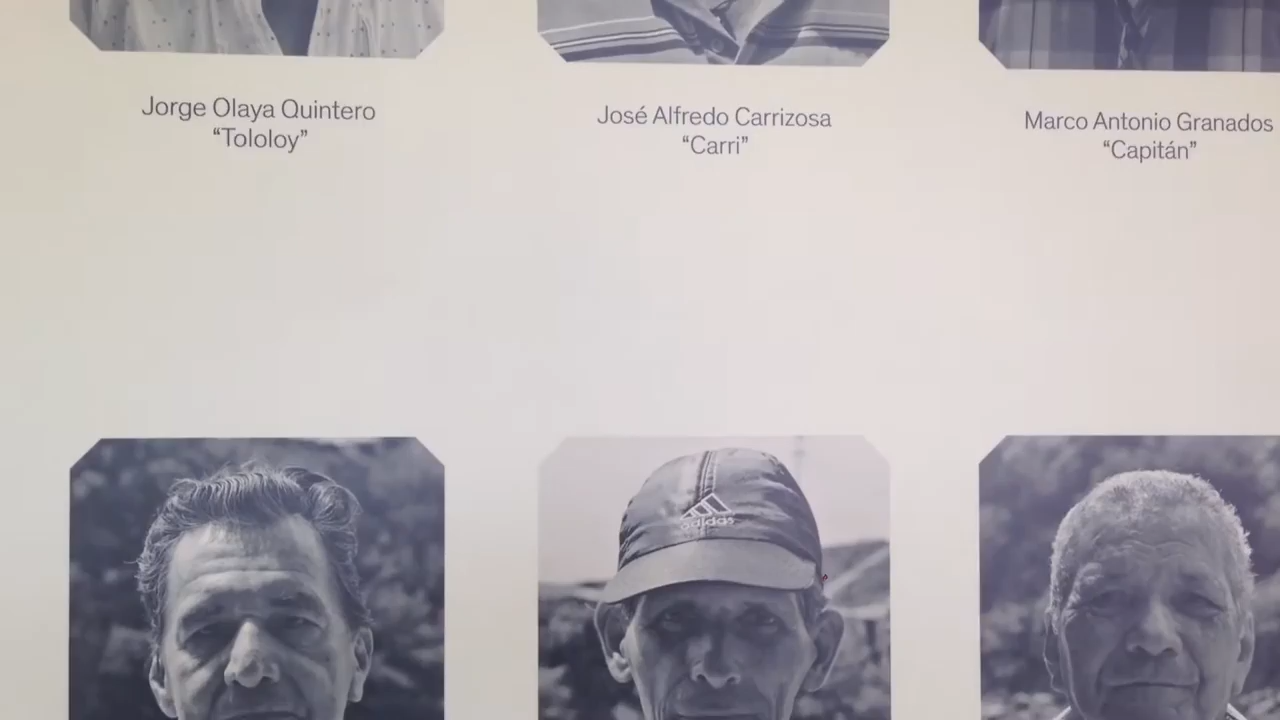 Jorge Olaya Quintero
“Tololoy”
José Alfredo Carrizosa
“Carri”
Marco Antonio Granados
“Capitán”
adidas